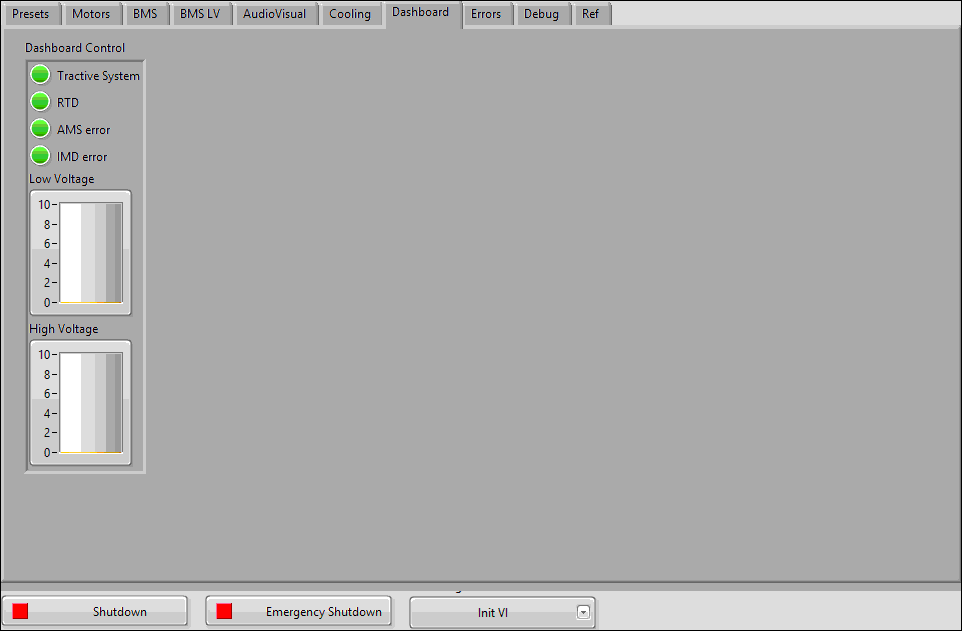 Presets Motors BMS BMS LV AudioVisual Cooling Dashboard Errors Debug Ref
Dashboard Control
Tractive System
RTD
AMS error
IMD error
Low Voltage
10
8
6
4
2
0
High Voltage
10
8
6
4
2
0
Shutdown Emergency Shutdown Init VI